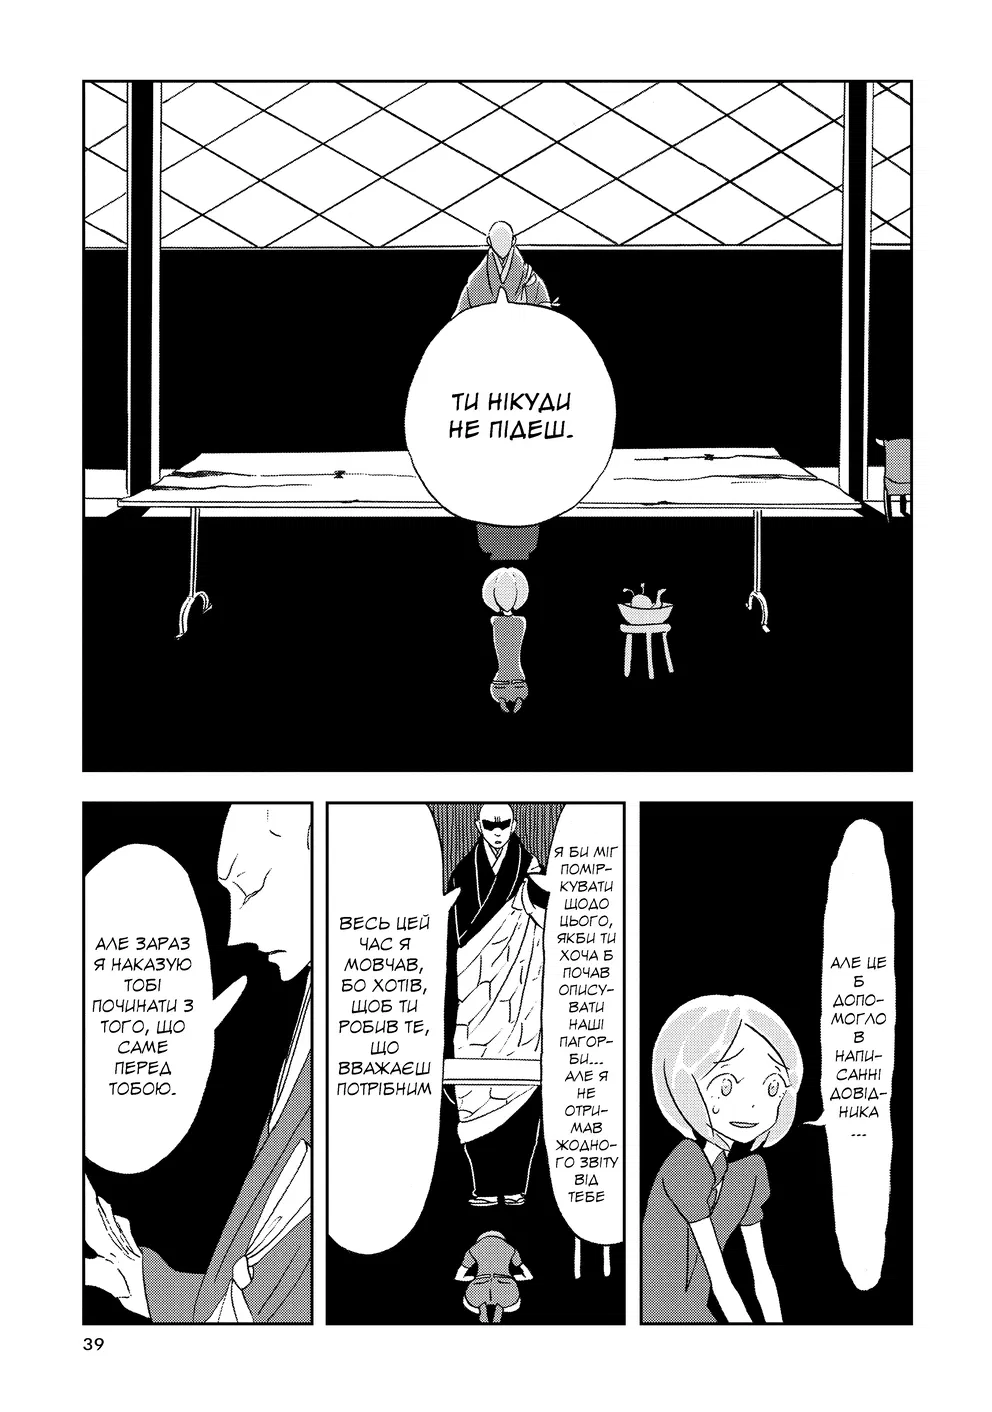 ТИ НІКУДИ
НЕ ПІДЕШ.
АЛЕ ЦЕ
Б
ДОПО-
МОГЛО
В
НАПИ-
САННІ
ДОВІД-
НИКА
...
Я БИ МІГ
ПОМІР-
КУВАТИ
ЩОДО
ЦЬОГО,
ЯКБИ ТИ
ХОЧА Б
ПОЧАВ
ОПИСУ-
ВАТИ
НАШІ
ПАГОР-
БИ...
АЛЕ Я
НЕ
ОТРИ-
МАВ
ЖОДНО-
ГО ЗВІТУ
ВІД
ТЕБЕ
ВЕСЬ ЦЕЙ
ЧАС Я
МОВЧАВ,
БО ХОТІВ,
ЩОБ ТИ
РОБИВ ТЕ,
ЩО
ВВАЖАЄШ
ПОТРІБНИМ
АЛЕ ЗАРАЗ
Я НАКАЗУЮ
ТОБІ
ПОЧИНАТИ З
ТОГО, ЩО
САМЕ
ПЕРЕД
ТОБОЮ.
39